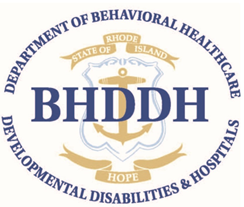 DEPARTMENT OF BEHAVIORAL HEALTHCARE
STATE OF RHODE ISLAND
BHDDH
HOPE
DEVELOPMENTAL DISABILITIES & HOSPITALS